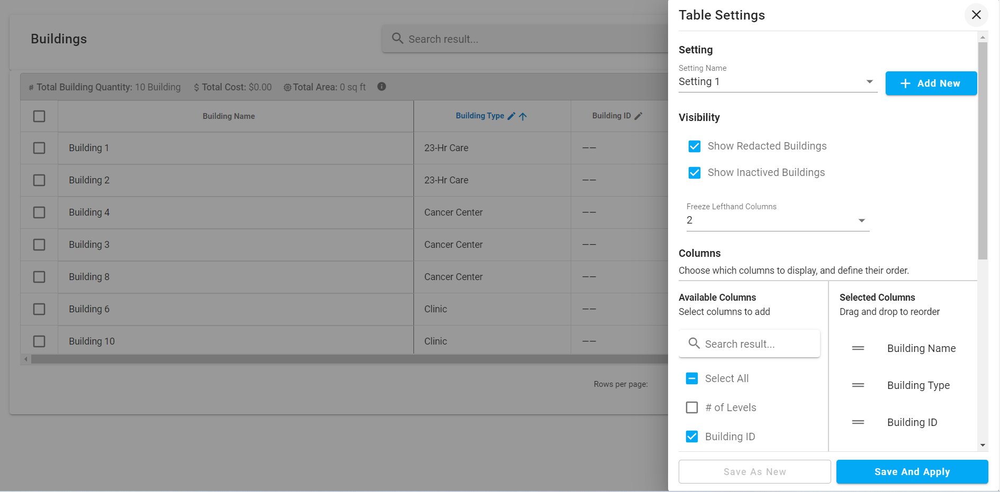 Buildings
Search result...
# Total Building Quantity: 10 Building $ Total Cost: $0.00 Total Area: 0 sq ft
Building Name Building Type Building ID
Building 1 23-Hr Care ——
Building 2 23-Hr Care ——
Building 4 Cancer Center ——
Building 3 Cancer Center ——
Building 8 Cancer Center ——
Building 6 Clinic ——
Building 10 Clinic ——
Rows per page:
Table Settings
Setting
Setting Name
Setting 1
+ Add New
Visibility
Show Redacted Buildings
Show Inactived Buildings
Freeze Lefthand Columns
2
Columns
Choose which columns to display, and define their order.
Available Columns
Select columns to add
Search result...
Select All
# of Levels
Building ID
Selected Columns
Drag and drop to reorder
Building Name
Building Type
Building ID
Save As New
Save And Apply